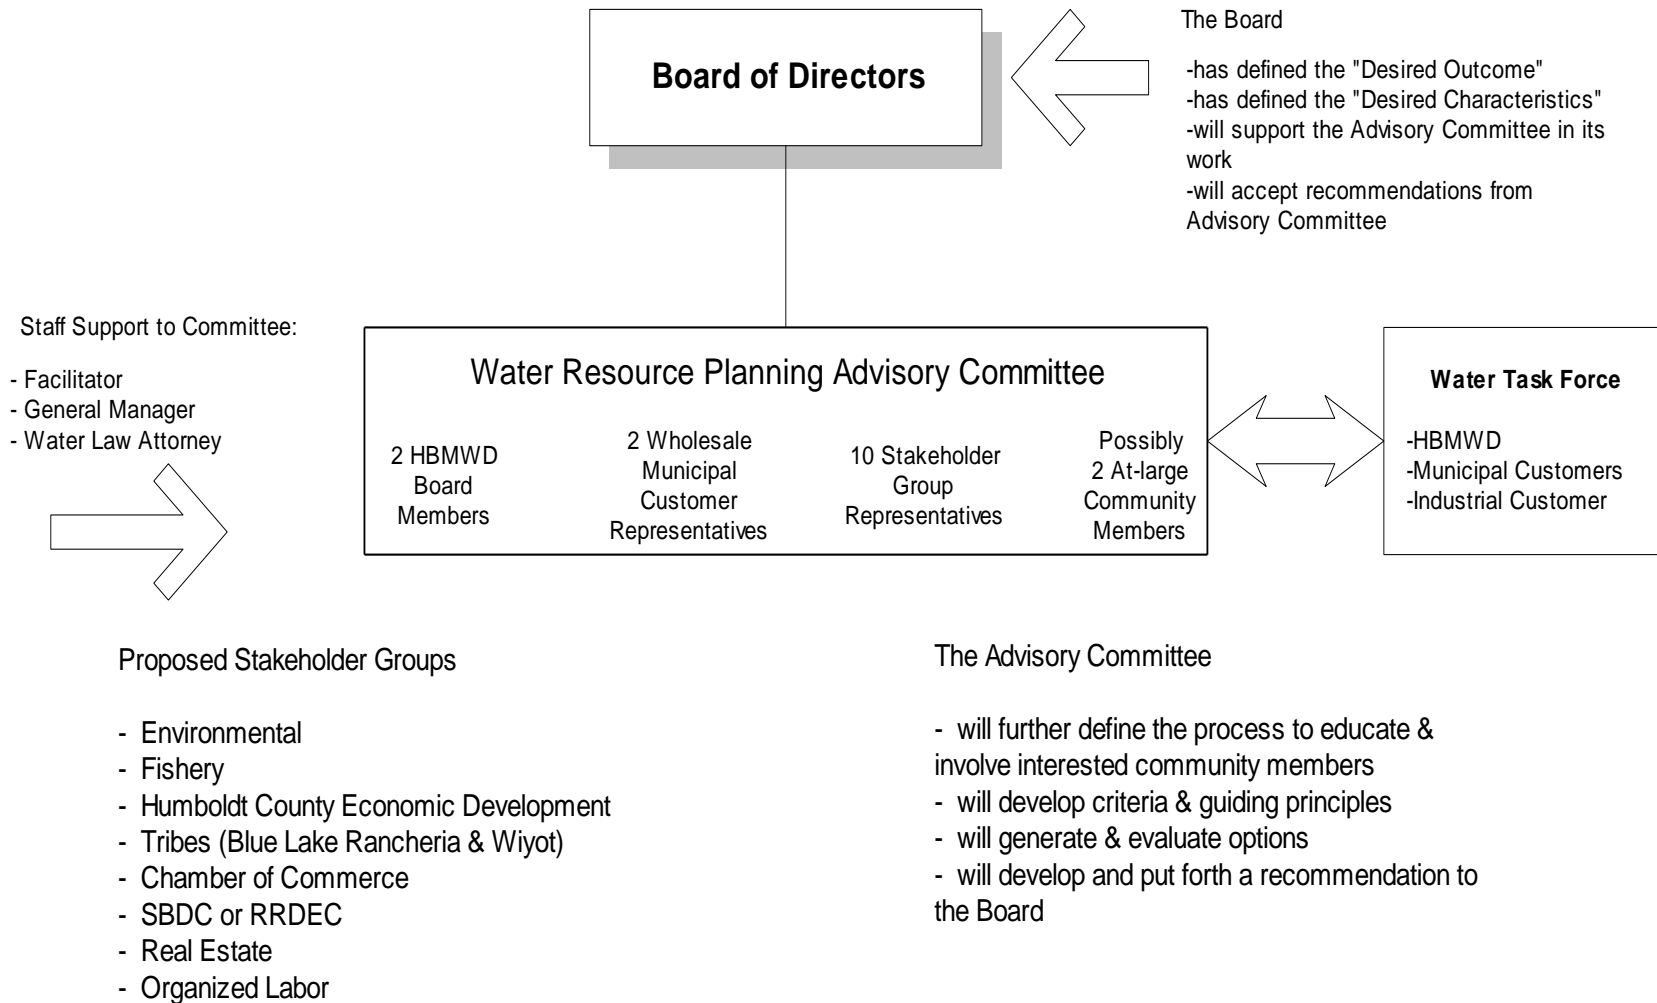 Board of Directors
The Board
-has defined the "Desired Outcome"
-has defined the "Desired Characteristics"
-will support the Advisory Committee in its
work
-will accept recommendations from
Advisory Committee
Staff Support to Committee:
- Facilitator
- General Manager
- Water Law Attorney
Water Resource Planning Advisory Committee
2 HBMWD
Board
Members
2 Wholesale
Municipal
Customer
Representatives
10 Stakeholder
Group
Representatives
Possibly
2 At-large
Community
Members
Water Task Force
-HBMWD
-Municipal Customers
-Industrial Customer
Proposed Stakeholder Groups
- Environmental
- Fishery
- Humboldt County Economic Development
- Tribes (Blue Lake Rancheria & Wiyot)
- Chamber of Commerce
- SBDC or RRDEC
- Real Estate
- Organized Labor
The Advisory Committee
- will further define the process to educate &
involve interested community members
- will develop criteria & guiding principles
- will generate & evaluate options
- will develop and put forth a recommendation to
the Board